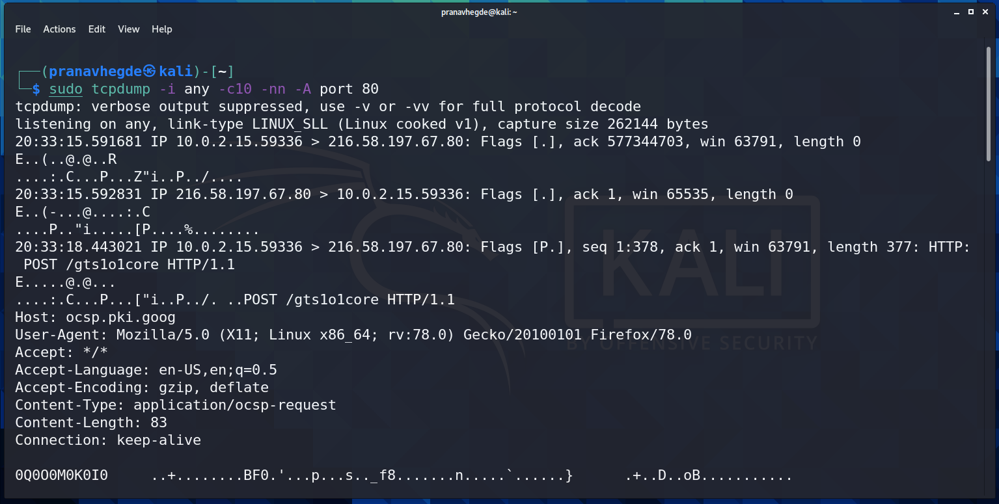 pranavhegde@kali: ~
File Actions Edit View Help
┌──(pranavhegde㉿kali)-[~]
└─$ sudo tcpdump -i any -c10 -nn -A port 80
tcpdump: verbose output suppressed, use -v or -vv for full protocol decode
listening on any, link-type LINUX_SLL (Linux cooked v1), capture size 262144 bytes
20:33:15.591681 IP 10.0.2.15.59336 > 216.58.197.67.80: Flags [.], ack 577344703, win 63791, length 0
E..(..@.@..R
....:.C...P...Z"i..P../....
20:33:15.592831 IP 216.58.197.67.80 > 10.0.2.15.59336: Flags [.], ack 1, win 65535, length 0
E..(-...@....:.C
....P.."i.....[P....%........
20:33:18.443021 IP 10.0.2.15.59336 > 216.58.197.67.80: Flags [P.], seq 1:378, ack 1, win 63791, length 377: HTTP:
 POST /gts1o1core HTTP/1.1
E.....@.@...
....:.C...P...["i..P../. ..POST /gts1o1core HTTP/1.1
Host: ocsp.pki.goog
User-Agent: Mozilla/5.0 (X11; Linux x86_64; rv:78.0) Gecko/20100101 Firefox/78.0
Accept: */*
Accept-Language: en-US,en;q=0.5
Accept-Encoding: gzip, deflate
Content-Type: application/ocsp-request
Content-Length: 83
Connection: keep-alive
0Q0O0M0K0I0     ..+........BF0.'...p...s.._f8.......n.....`......}      .+..D..oB...........
KALI
BY OFFENSIVE SECURITY